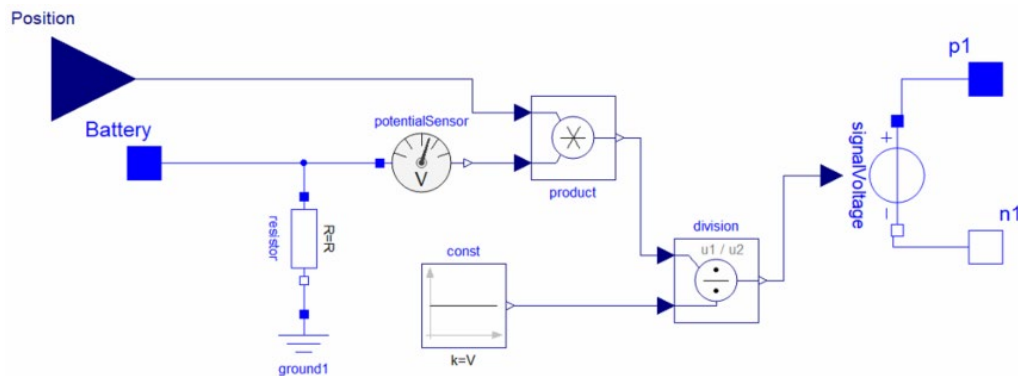 Position
p1
Battery
potentialSensor
V
product
+
signalVoltage
−
n1
resistor
R=R
division
u1 / u2
const
k=V
ground1